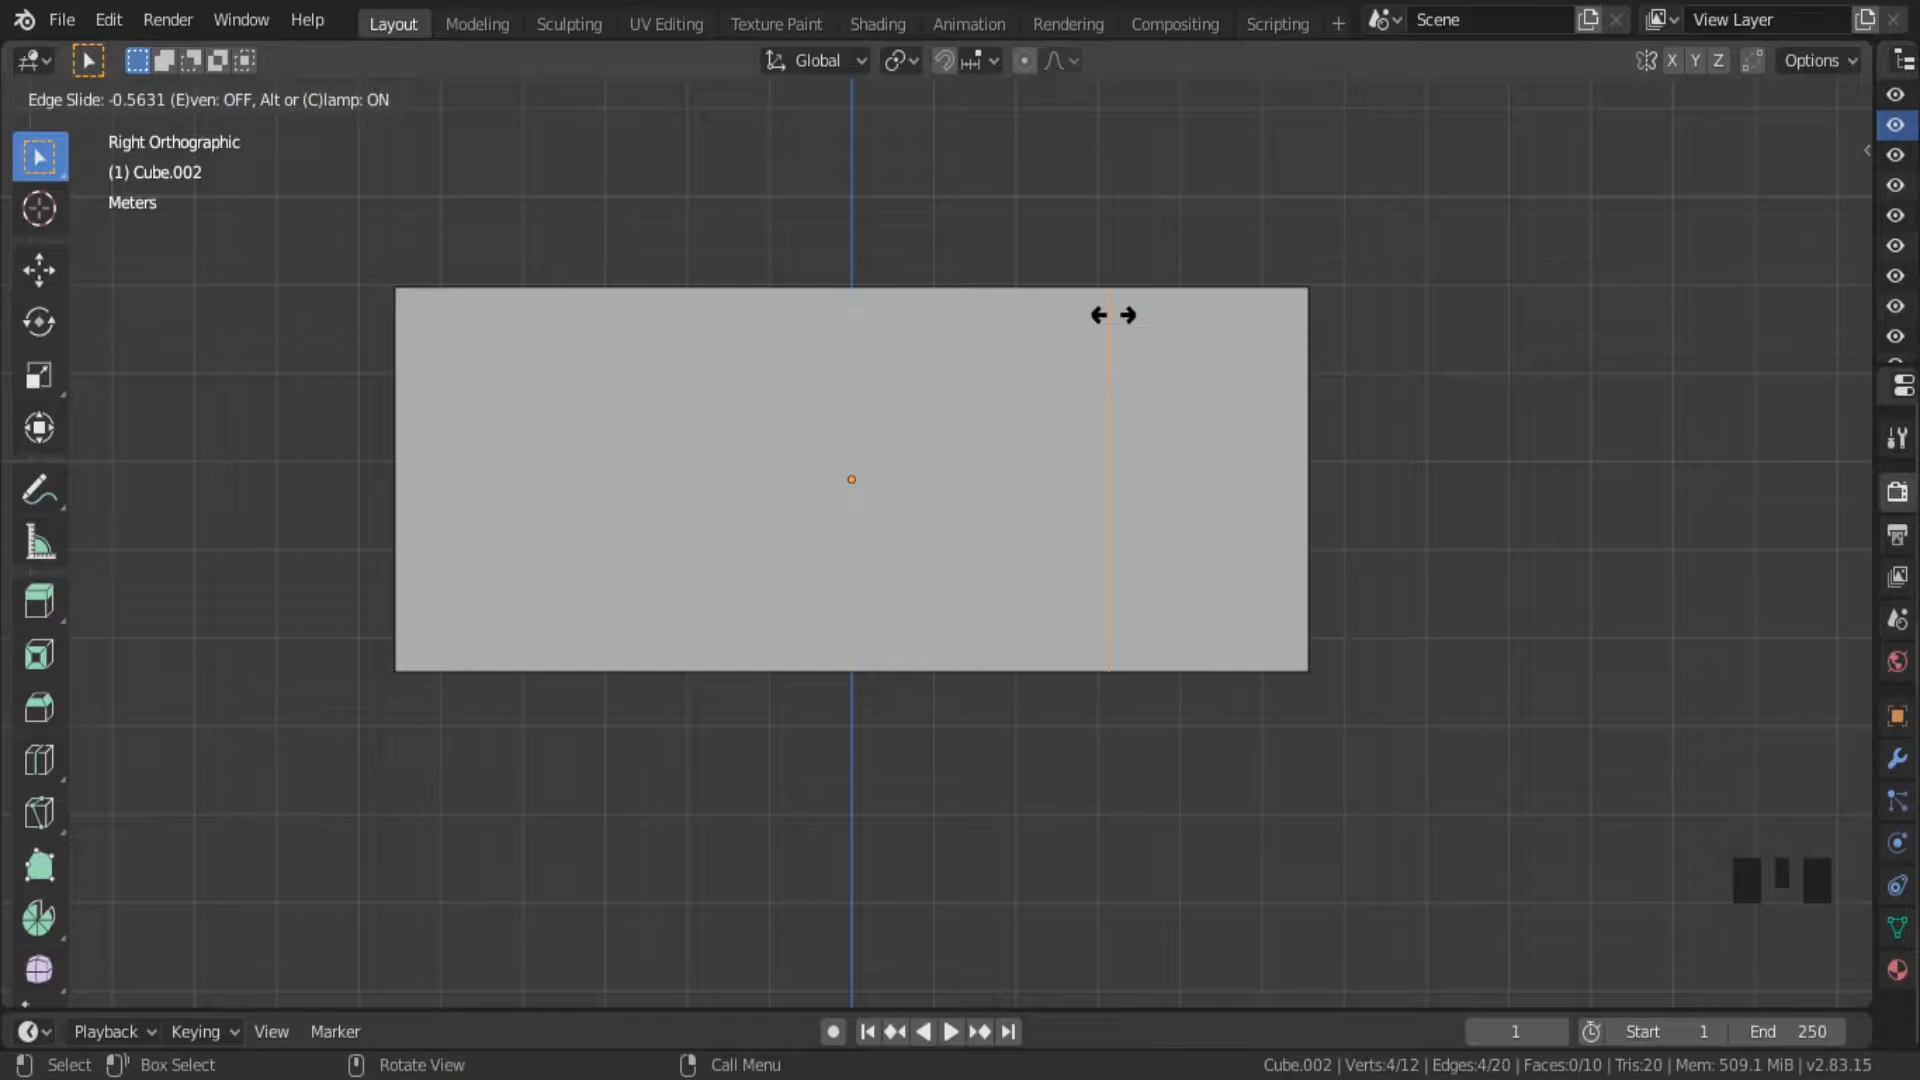 File Edit Render Window Help Layout Modeling Sculpting UV Editing Texture Paint Shading Animation Rendering Compositing Scripting + Scene View Layer
Global X Y Z Options
Edge Slide: -0.5631 (E)ven: OFF, Alt or (C)lamp: ON
Right Orthographic
(1) Cube.002
Meters
Playback Keying View Marker 1 Start 1 End 250
Select Box Select Rotate View Call Menu Cube.002 | Verts:4/12 | Edges:4/20 | Faces:0/10 | Tris:20 | Mem: 509.1 MiB | v2.83.15